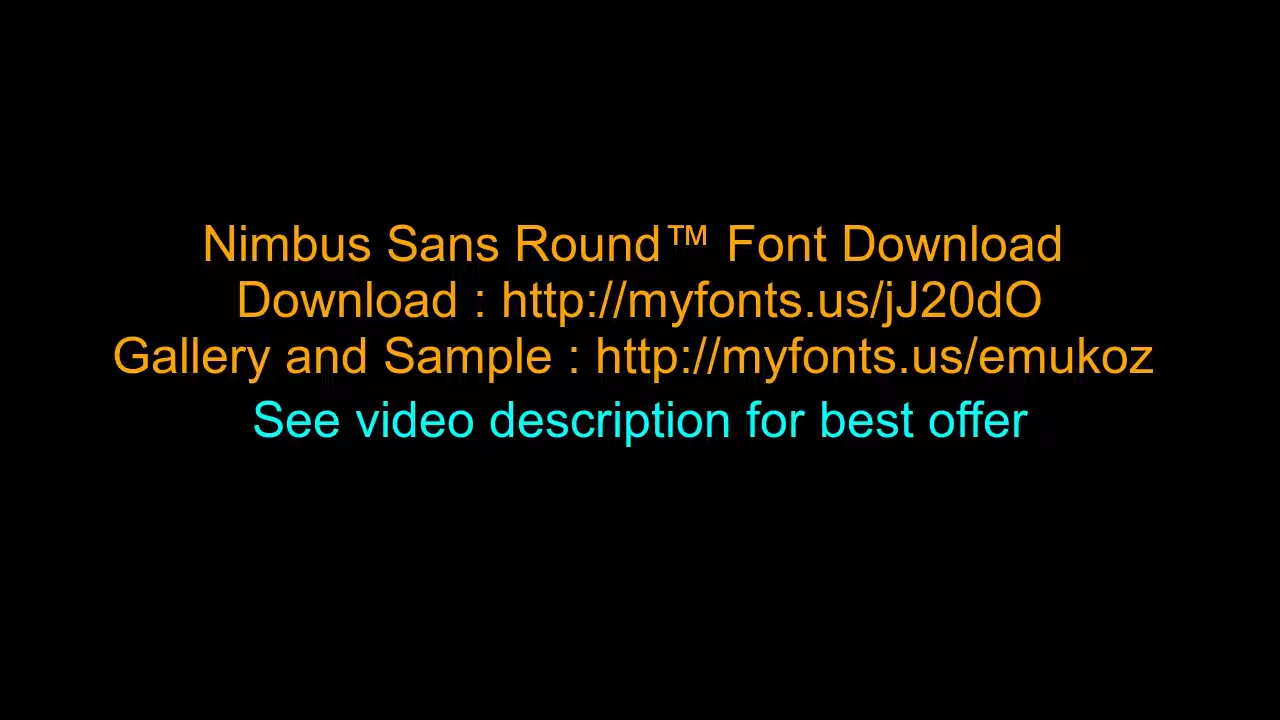 Nimbus Sans Round™ Font Download
Download : http://myfonts.us/jJ20dO
Gallery and Sample : http://myfonts.us/emukoz
See video description for best offer